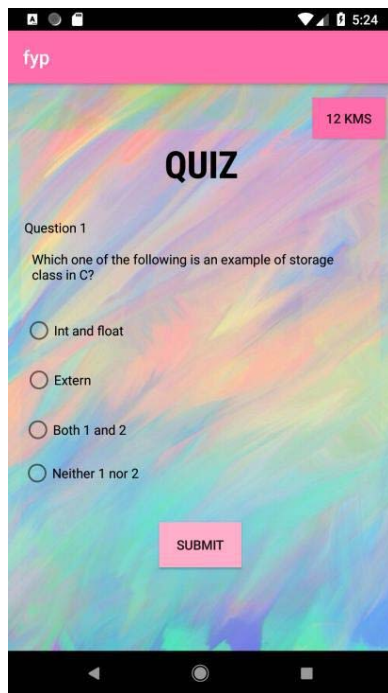 5:24
fyp
12 KMS
QUIZ
Question 1
Which one of the following is an example of storage
class in C?
Int and float
Extern
Both 1 and 2
Neither 1 nor 2
SUBMIT